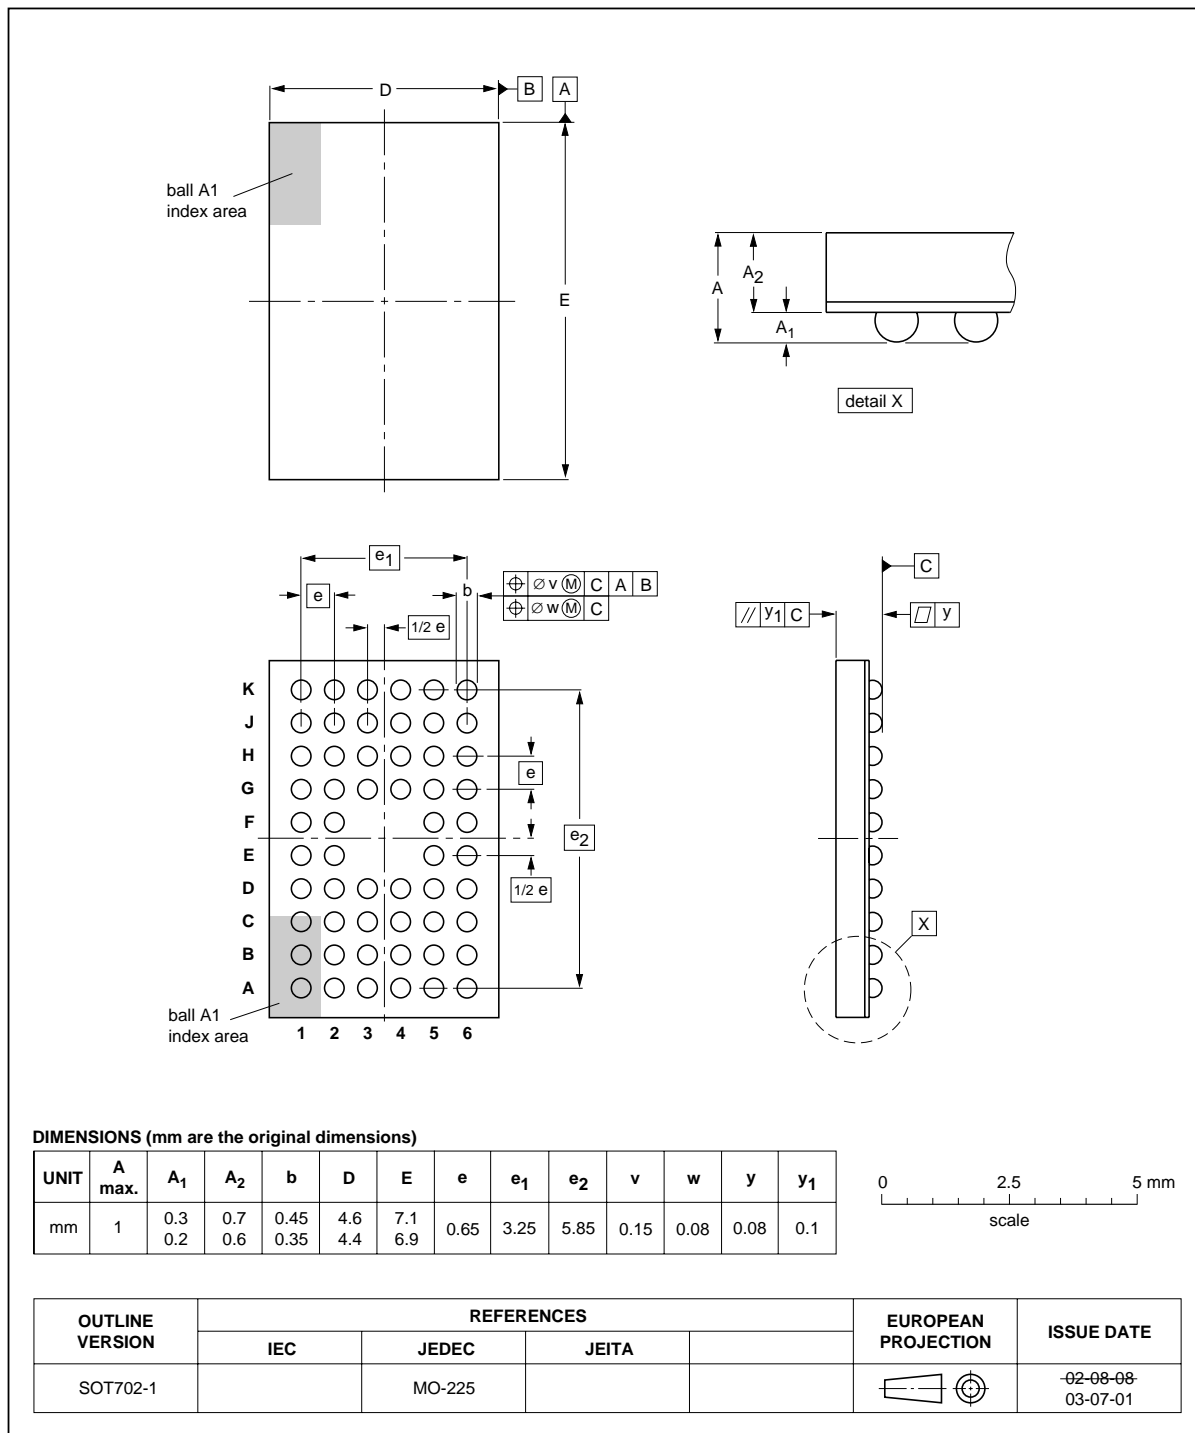 D
B
A
ball A1
index area
E
A
A2
A1
detail X
e1
e
b
⌖ ⌀ v Ⓜ C A B
⌖ ⌀ w Ⓜ C
1/2 e
C
// y1 C
⏥ y
K
J
H
G
F
E
D
C
B
A
e
e2
1/2 e
X
ball A1
index area
1 2 3 4 5 6
DIMENSIONS (mm are the original dimensions)
UNIT A max. A1 A2 b D E e e1 e2 v w y y1
mm 1 0.3 0.2 0.7 0.6 0.45 0.35 4.6 4.4 7.1 6.9 0.65 3.25 5.85 0.15 0.08 0.08 0.1
0 2.5 5 mm
scale
OUTLINE VERSION REFERENCES EUROPEAN PROJECTION ISSUE DATE
IEC JEDEC JEITA
SOT702-1 MO-225 02-08-08
03-07-01